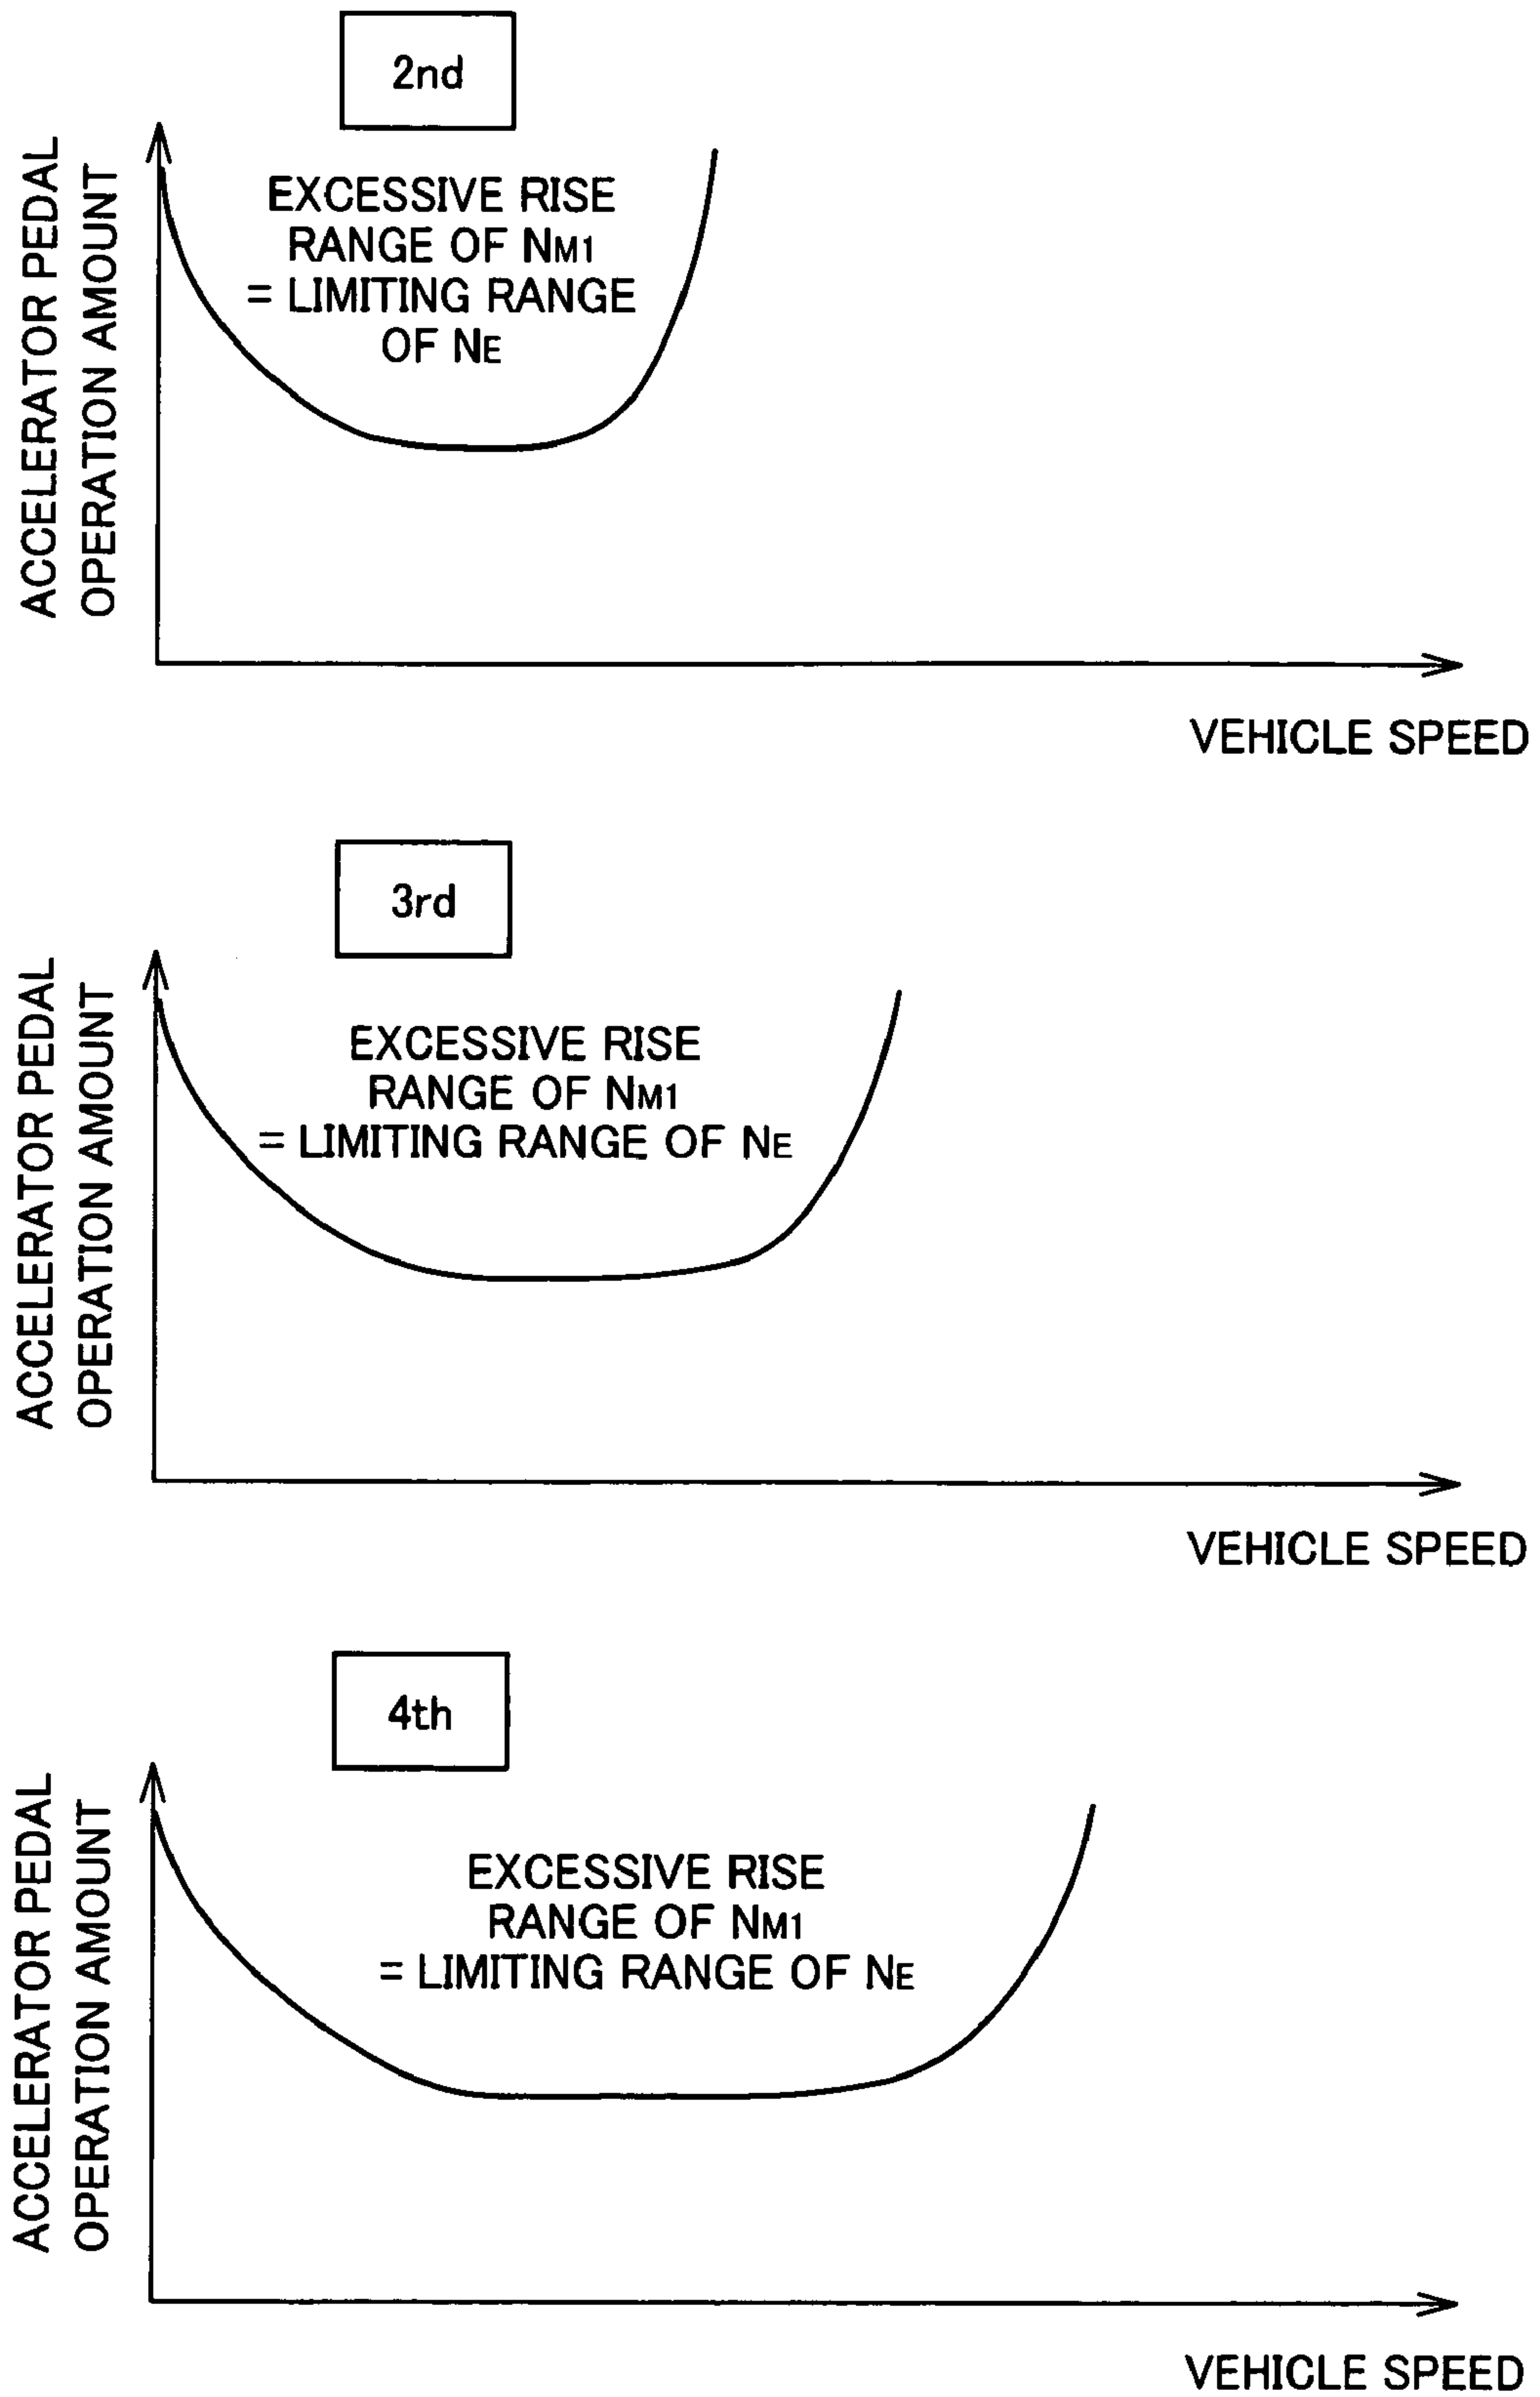 2nd
ACCELERATOR PEDAL
OPERATION AMOUNT
EXCESSIVE RISE
RANGE OF NM1
= LIMITING RANGE
OF NE
VEHICLE SPEED
3rd
ACCELERATOR PEDAL
OPERATION AMOUNT
EXCESSIVE RISE
RANGE OF NM1
= LIMITING RANGE OF NE
VEHICLE SPEED
4th
ACCELERATOR PEDAL
OPERATION AMOUNT
EXCESSIVE RISE
RANGE OF NM1
= LIMITING RANGE OF NE
VEHICLE SPEED